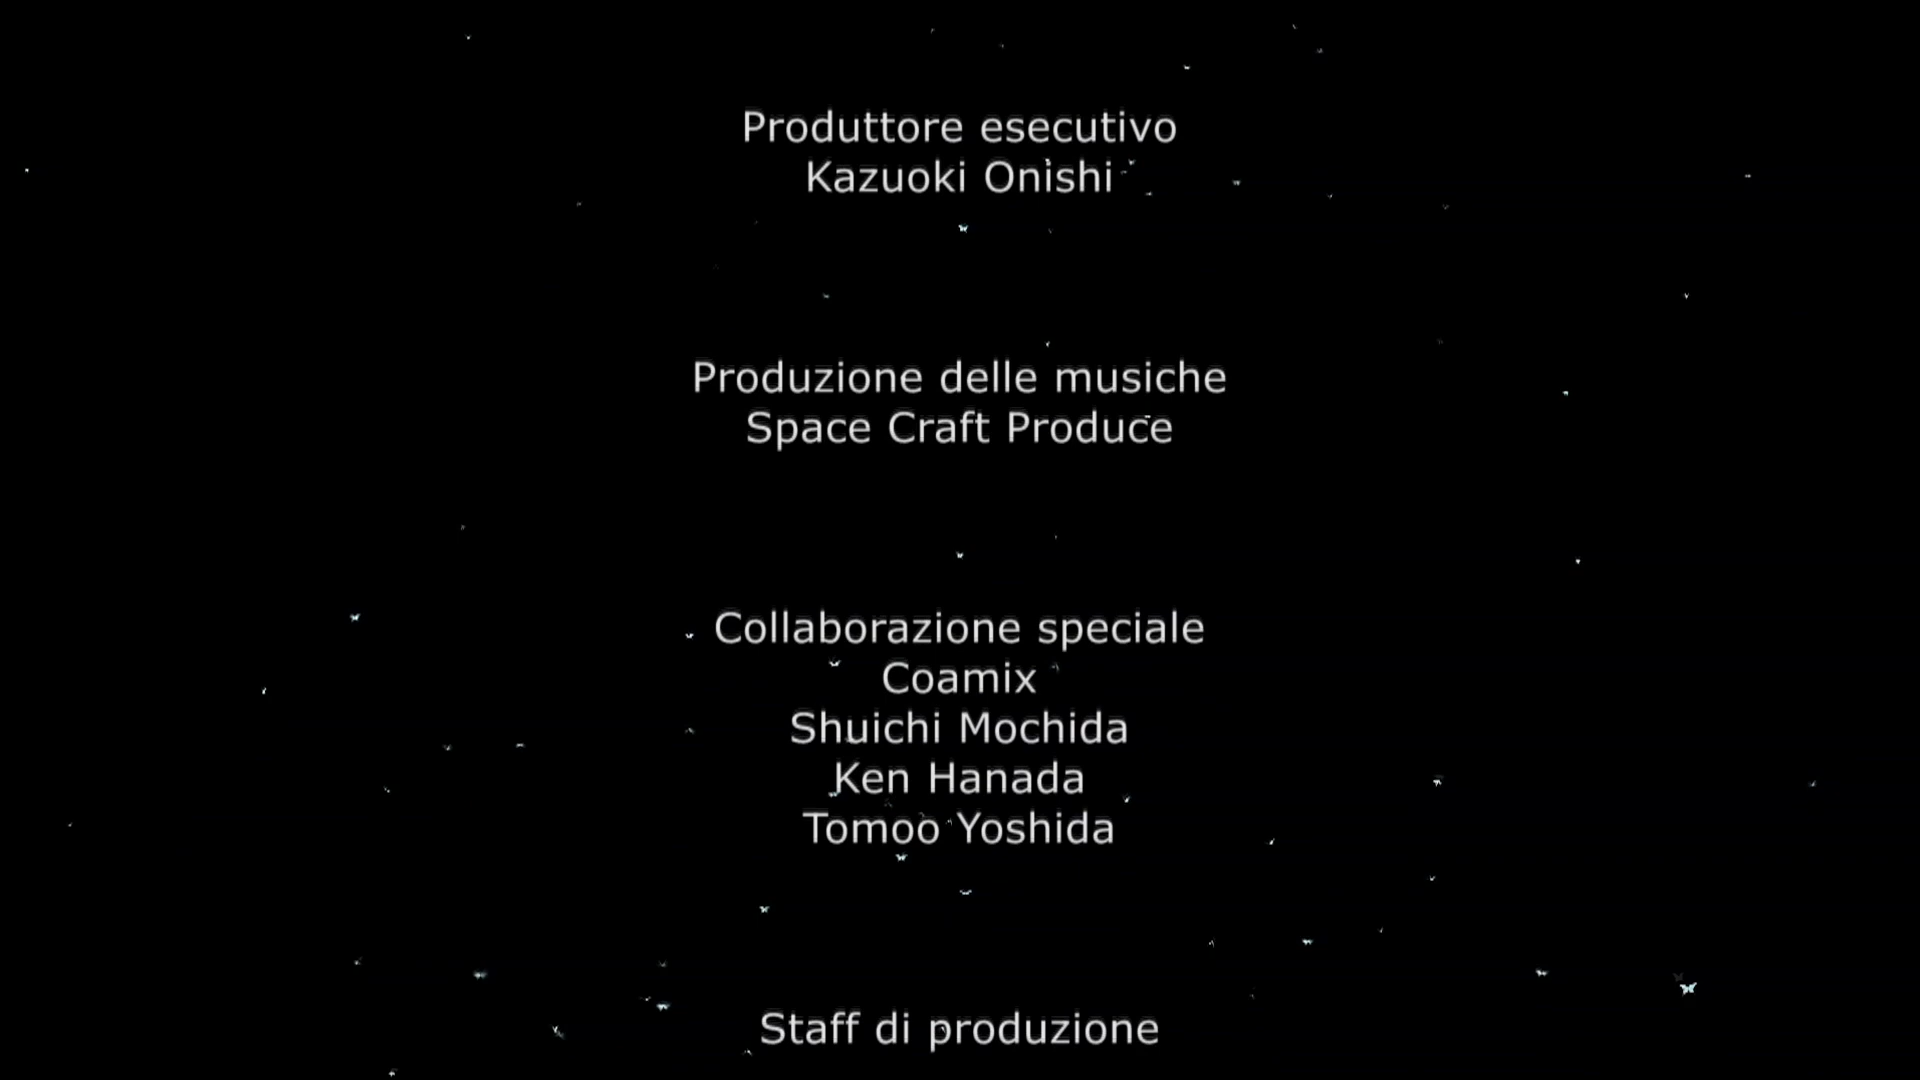 Produttore esecutivo
Kazuoki Onishi
Produzione delle musiche
Space Craft Produce
Collaborazione speciale
Coamix
Shuichi Mochida
Ken Hanada
Tomoo Yoshida
Staff di produzione